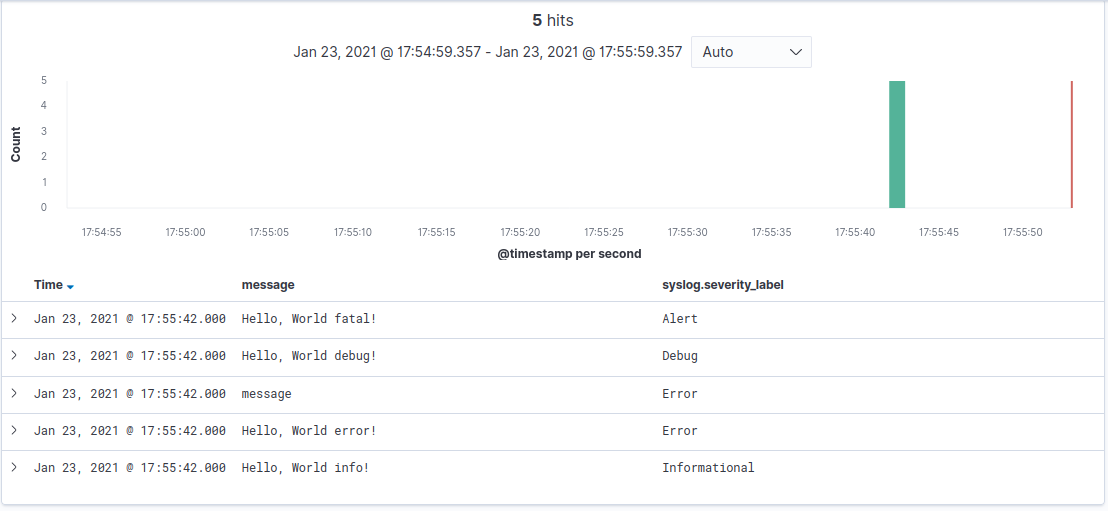 5 hits
Jan 23, 2021 @ 17:54:59.357 - Jan 23, 2021 @ 17:55:59.357 Auto
5
4
3
2
1
0
Count
17:54:55 17:55:00 17:55:05 17:55:10 17:55:15 17:55:20 17:55:25 17:55:30 17:55:35 17:55:40 17:55:45 17:55:50
@timestamp per second
Time message syslog.severity_label
Jan 23, 2021 @ 17:55:42.000 Hello, World fatal! Alert
Jan 23, 2021 @ 17:55:42.000 Hello, World debug! Debug
Jan 23, 2021 @ 17:55:42.000 message Error
Jan 23, 2021 @ 17:55:42.000 Hello, World error! Error
Jan 23, 2021 @ 17:55:42.000 Hello, World info! Informational